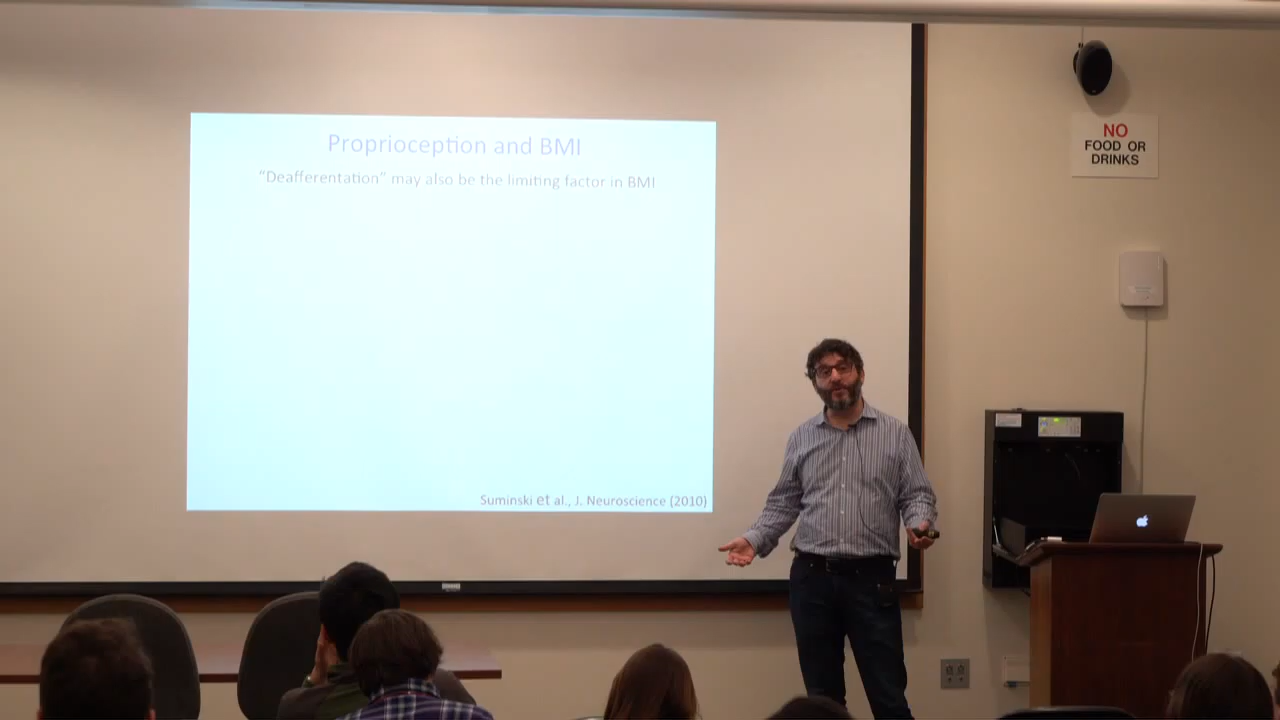 Proprioception and BMI
“Deafferentation” may also be the limiting factor in BMI
Suminski et al., J. Neuroscience (2010)
NO
FOOD OR
DRINKS